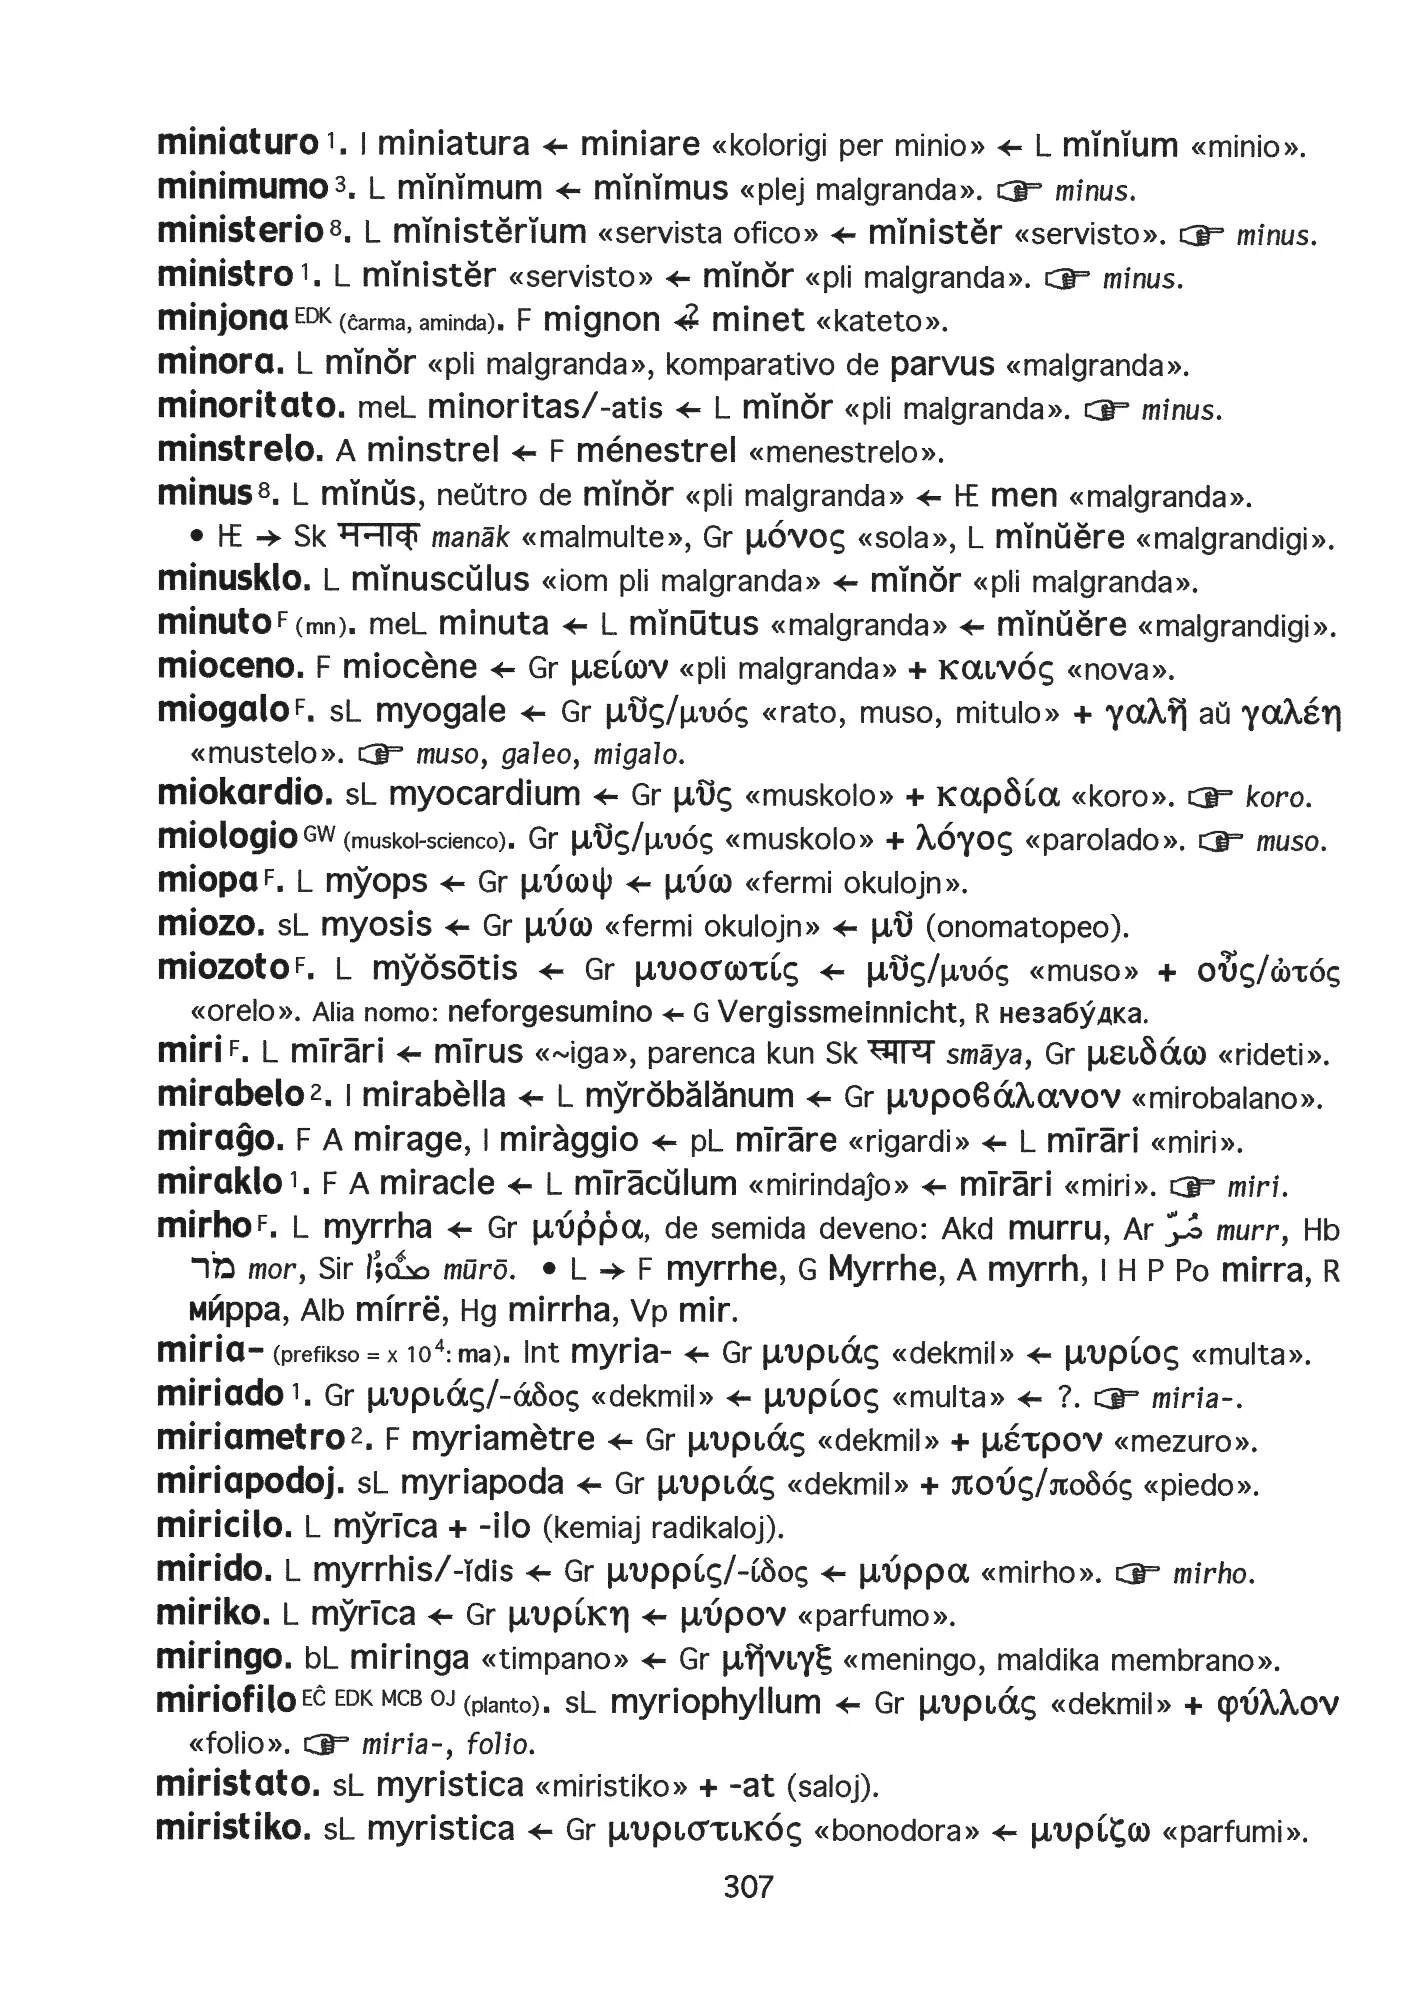 miniaturo 1. I miniatura ← miniare «kolorigi per minio» ← L mĭnĭum «minio».
minimumo 3. L mĭnĭmum ← mĭnĭmus «plej malgranda». ☞ minus.
ministerio 8. L mĭnistĕrĭum «servista ofico» ← mĭnistĕr «servisto». ☞ minus.
ministro 1. L mĭnistĕr «servisto» ← mĭnŏr «pli malgranda». ☞ minus.
minjona EDK (ĉarma, aminda). F mignon ←? minet «kateto».
minora. L mĭnŏr «pli malgranda», komparativo de parvus «malgranda».
minoritato. meL minoritas/-atis ← L mĭnŏr «pli malgranda». ☞ minus.
minstrelo. A minstrel ← F ménestrel «menestrelo».
minus 8. L mĭnŭs, neŭtro de mĭnŏr «pli malgranda» ← HE men «malgranda».
• HE → Sk मनाक् manāk «malmulte», Gr μόνος «sola», L mĭnŭĕre «malgrandigi».
minusklo. L mĭnuscŭlus «iom pli malgranda» ← mĭnŏr «pli malgranda».
minuto F (mn). meL minuta ← L mĭnūtus «malgranda» ← mĭnŭĕre «malgrandigi».
mioceno. F miocène ← Gr μείων «pli malgranda» + καινός «nova».
miogalo F. sL myogale ← Gr μῦς/μυός «rato, muso, mitulo» + γαλῆ aŭ γαλέη
«mustelo». ☞ muso, galeo, migalo.
miokardio. sL myocardium ← Gr μῦς «muskolo» + καρδία «koro». ☞ koro.
miologio GW (muskol-scienco). Gr μῦς/μυός «muskolo» + λόγος «parolado». ☞ muso.
miopa F. L mўops ← Gr μύωψ ← μύω «fermi okulojn».
miozo. sL myosis ← Gr μύω «fermi okulojn» ← μῦ (onomatopeo).
miozoto F. L mўŏsōtis ← Gr μυοσωτίς ← μῦς/μυός «muso» + οὖς/ὠτός
«orelo». Alia nomo: neforgesumino ← G Vergissmeinnicht, R незабу́дка.
miri F. L mīrāri ← mīrus «~iga», parenca kun Sk स्माय smāya, Gr μειδάω «rideti».
mirabelo 2. I mirabèlla ← L mўrŏbălănum ← Gr μυροϐάλανον «mirobalano».
miraĝo. F A mirage, I miràggio ← pL mīrāre «rigardi» ← L mīrāri «miri».
miraklo 1. F A miracle ← L mīrācŭlum «mirindaĵo» ← mīrāri «miri». ☞ miri.
mirho F. L myrrha ← Gr μύῤῥα, de semida deveno: Akd murru, Ar مُرّ murr, Hb
מֹר mor, Sir ܡܘܪܐ mūrō. • L → F myrrhe, G Myrrhe, A myrrh, I H P Po mirra, R
ми́рра, Alb mírrë, Hg mirrha, Vp mir.
miria- (prefikso = x 10⁴: ma). Int myria- ← Gr μυριάς «dekmil» ← μυρίος «multa».
miriado 1. Gr μυριάς/-άδος «dekmil» ← μυρίος «multa» ← ?. ☞ miria-.
miriametro 2. F myriamètre ← Gr μυριάς «dekmil» + μέτρον «mezuro».
miriapodoj. sL myriapoda ← Gr μυριάς «dekmil» + πούς/ποδός «piedo».
miricilo. L mўrīca + -ilo (kemiaj radikaloj).
mirido. L myrrhis/-ĭdis ← Gr μυρρίς/-ίδος ← μύρρα «mirho». ☞ mirho.
miriko. L mўrīca ← Gr μυρίκη ← μύρον «parfumo».
miringo. bL miringa «timpano» ← Gr μῆνιγξ «meningo, maldika membrano».
miriofilo EĈ EDK MCB OJ (planto). sL myriophyllum ← Gr μυριάς «dekmil» + φύλλον
«folio». ☞ miria-, folio.
miristato. sL myristica «miristiko» + -at (saloj).
miristiko. sL myristica ← Gr μυριστικός «bonodora» ← μυρίζω «parfumi».
307